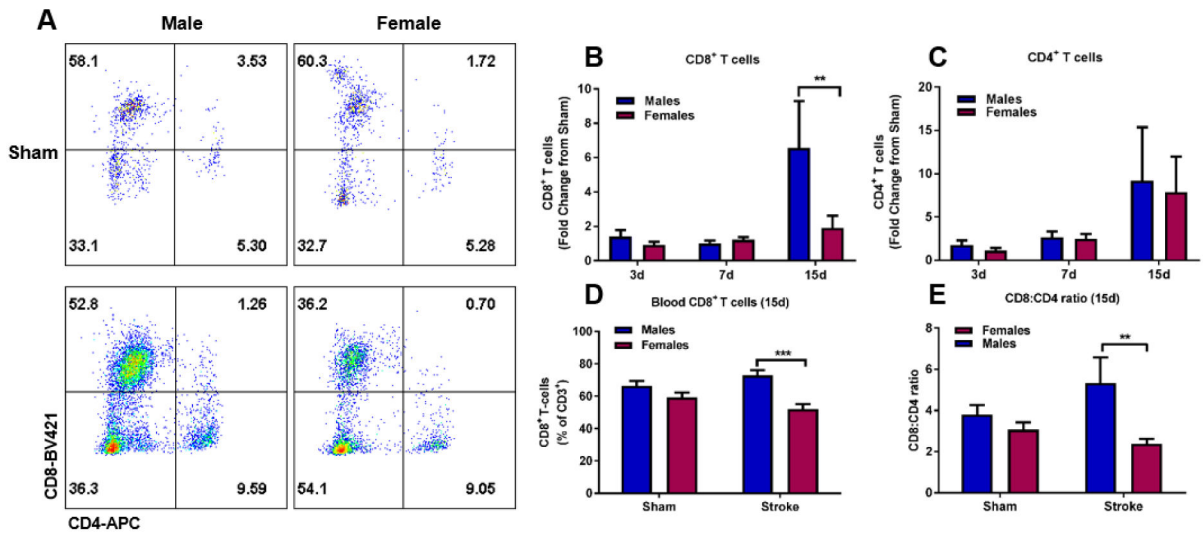 A
Male
Female
Sham
58.1
3.53
33.1
5.30
60.3
1.72
32.7
5.28
52.8
1.26
36.3
9.59
36.2
0.70
54.1
9.05
CD8-BV421
CD4-APC
B
CD8+ T cells
CD8+ T cells
(Fold Change from Sham)
10
8
6
4
2
0
Males
Females
**
3d
7d
15d
C
CD4+ T cells
CD4+ T cells
(Fold Change from Sham)
20
15
10
5
0
Males
Females
3d
7d
15d
D
Blood CD8+ T cells (15d)
CD8+ T-cells
(% of CD3+)
100
80
60
40
20
0
Males
Females
***
Sham
Stroke
E
CD8:CD4 ratio (15d)
CD8:CD4 ratio
8
6
4
2
0
Females
Males
**
Sham
Stroke